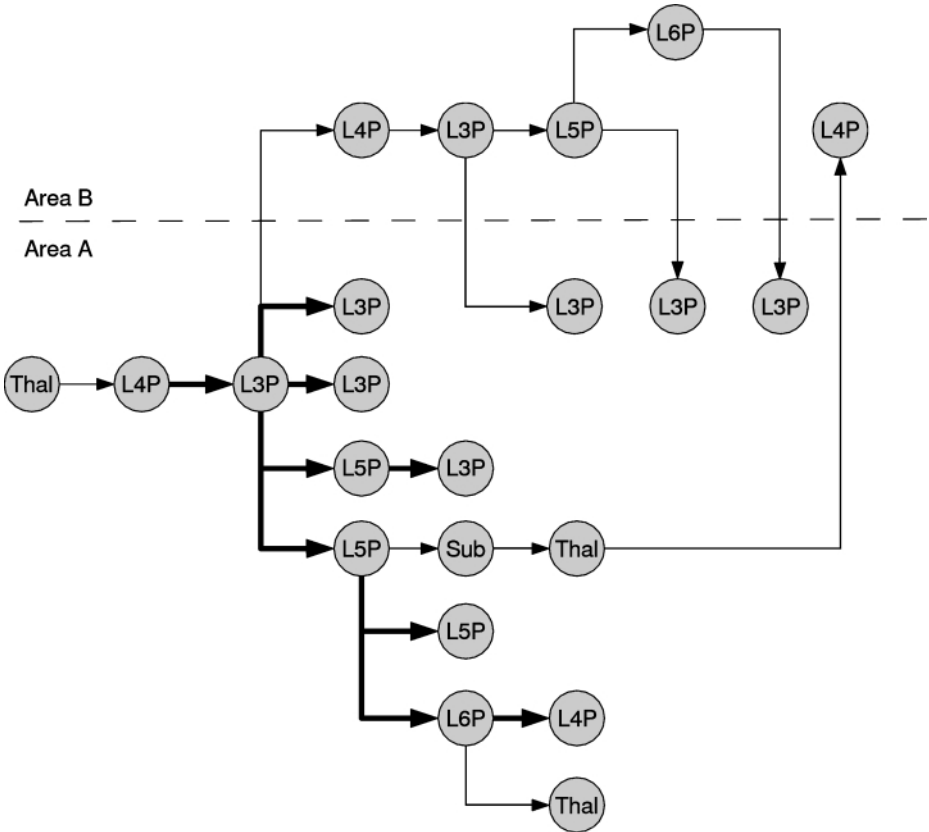 L6P
L4P L3P L5P L4P
Area B
Area A
L3P L3P L3P L3P
Thal L4P L3P L3P
L5P L3P
L5P Sub Thal
L5P
L6P L4P
Thal